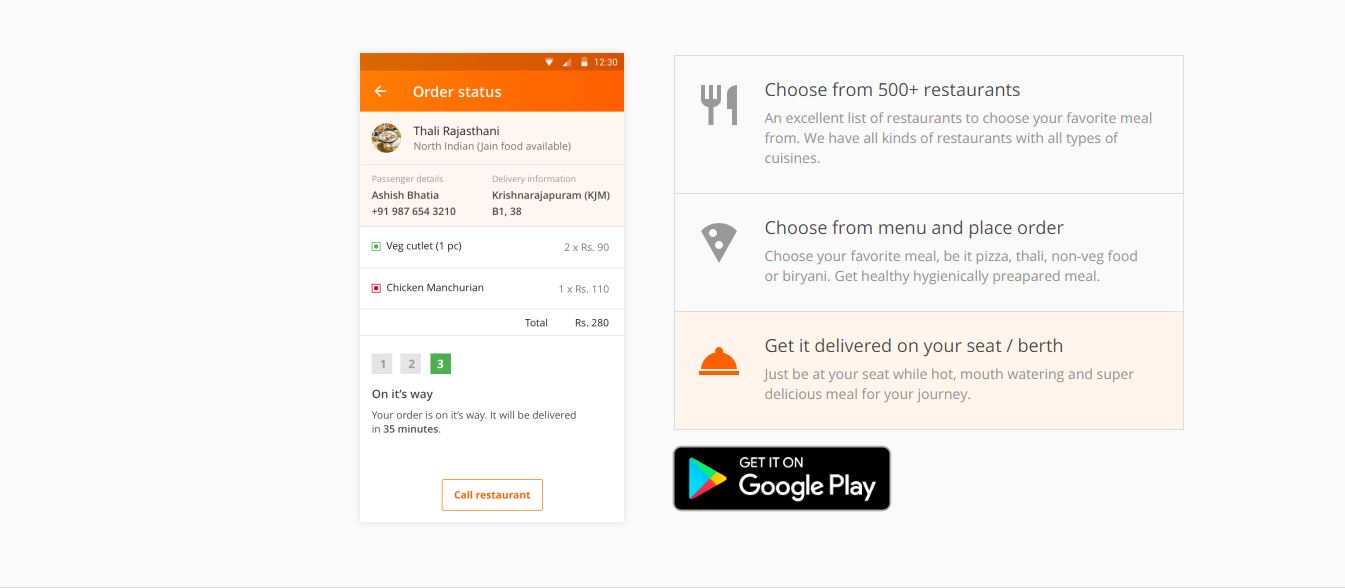 12:30
Order status
Thali Rajasthani
North Indian (Jain food available)
Passenger details
Ashish Bhatia
+91 987 654 3210
Delivery information
Krishnarajapuram (KJM)
B1, 38
Veg cutlet (1 pc) 2 x Rs. 90
Chicken Manchurian 1 x Rs. 110
Total Rs. 280
1 2 3
On it's way
Your order is on it's way. It will be delivered
in 35 minutes.
Call restaurant
Choose from 500+ restaurants
An excellent list of restaurants to choose your favorite meal
from. We have all kinds of restaurants with all types of
cuisines.
Choose from menu and place order
Choose your favorite meal, be it pizza, thali, non-veg food
or biryani. Get healthy hygienically preapared meal.
Get it delivered on your seat / berth
Just be at your seat while hot, mouth watering and super
delicious meal for your journey.
GET IT ON
Google Play